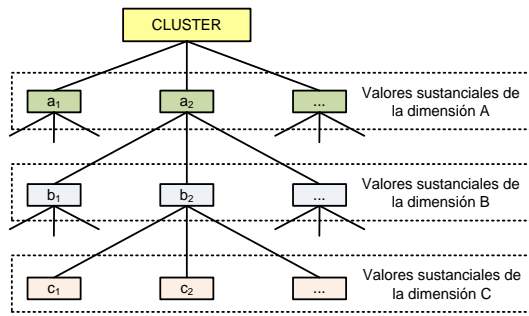 CLUSTER
a₁
a₂
...
Valores sustanciales de
la dimensión A
b₁
b₂
...
Valores sustanciales de
la dimensión B
c₁
c₂
...
Valores sustanciales de
la dimensión C